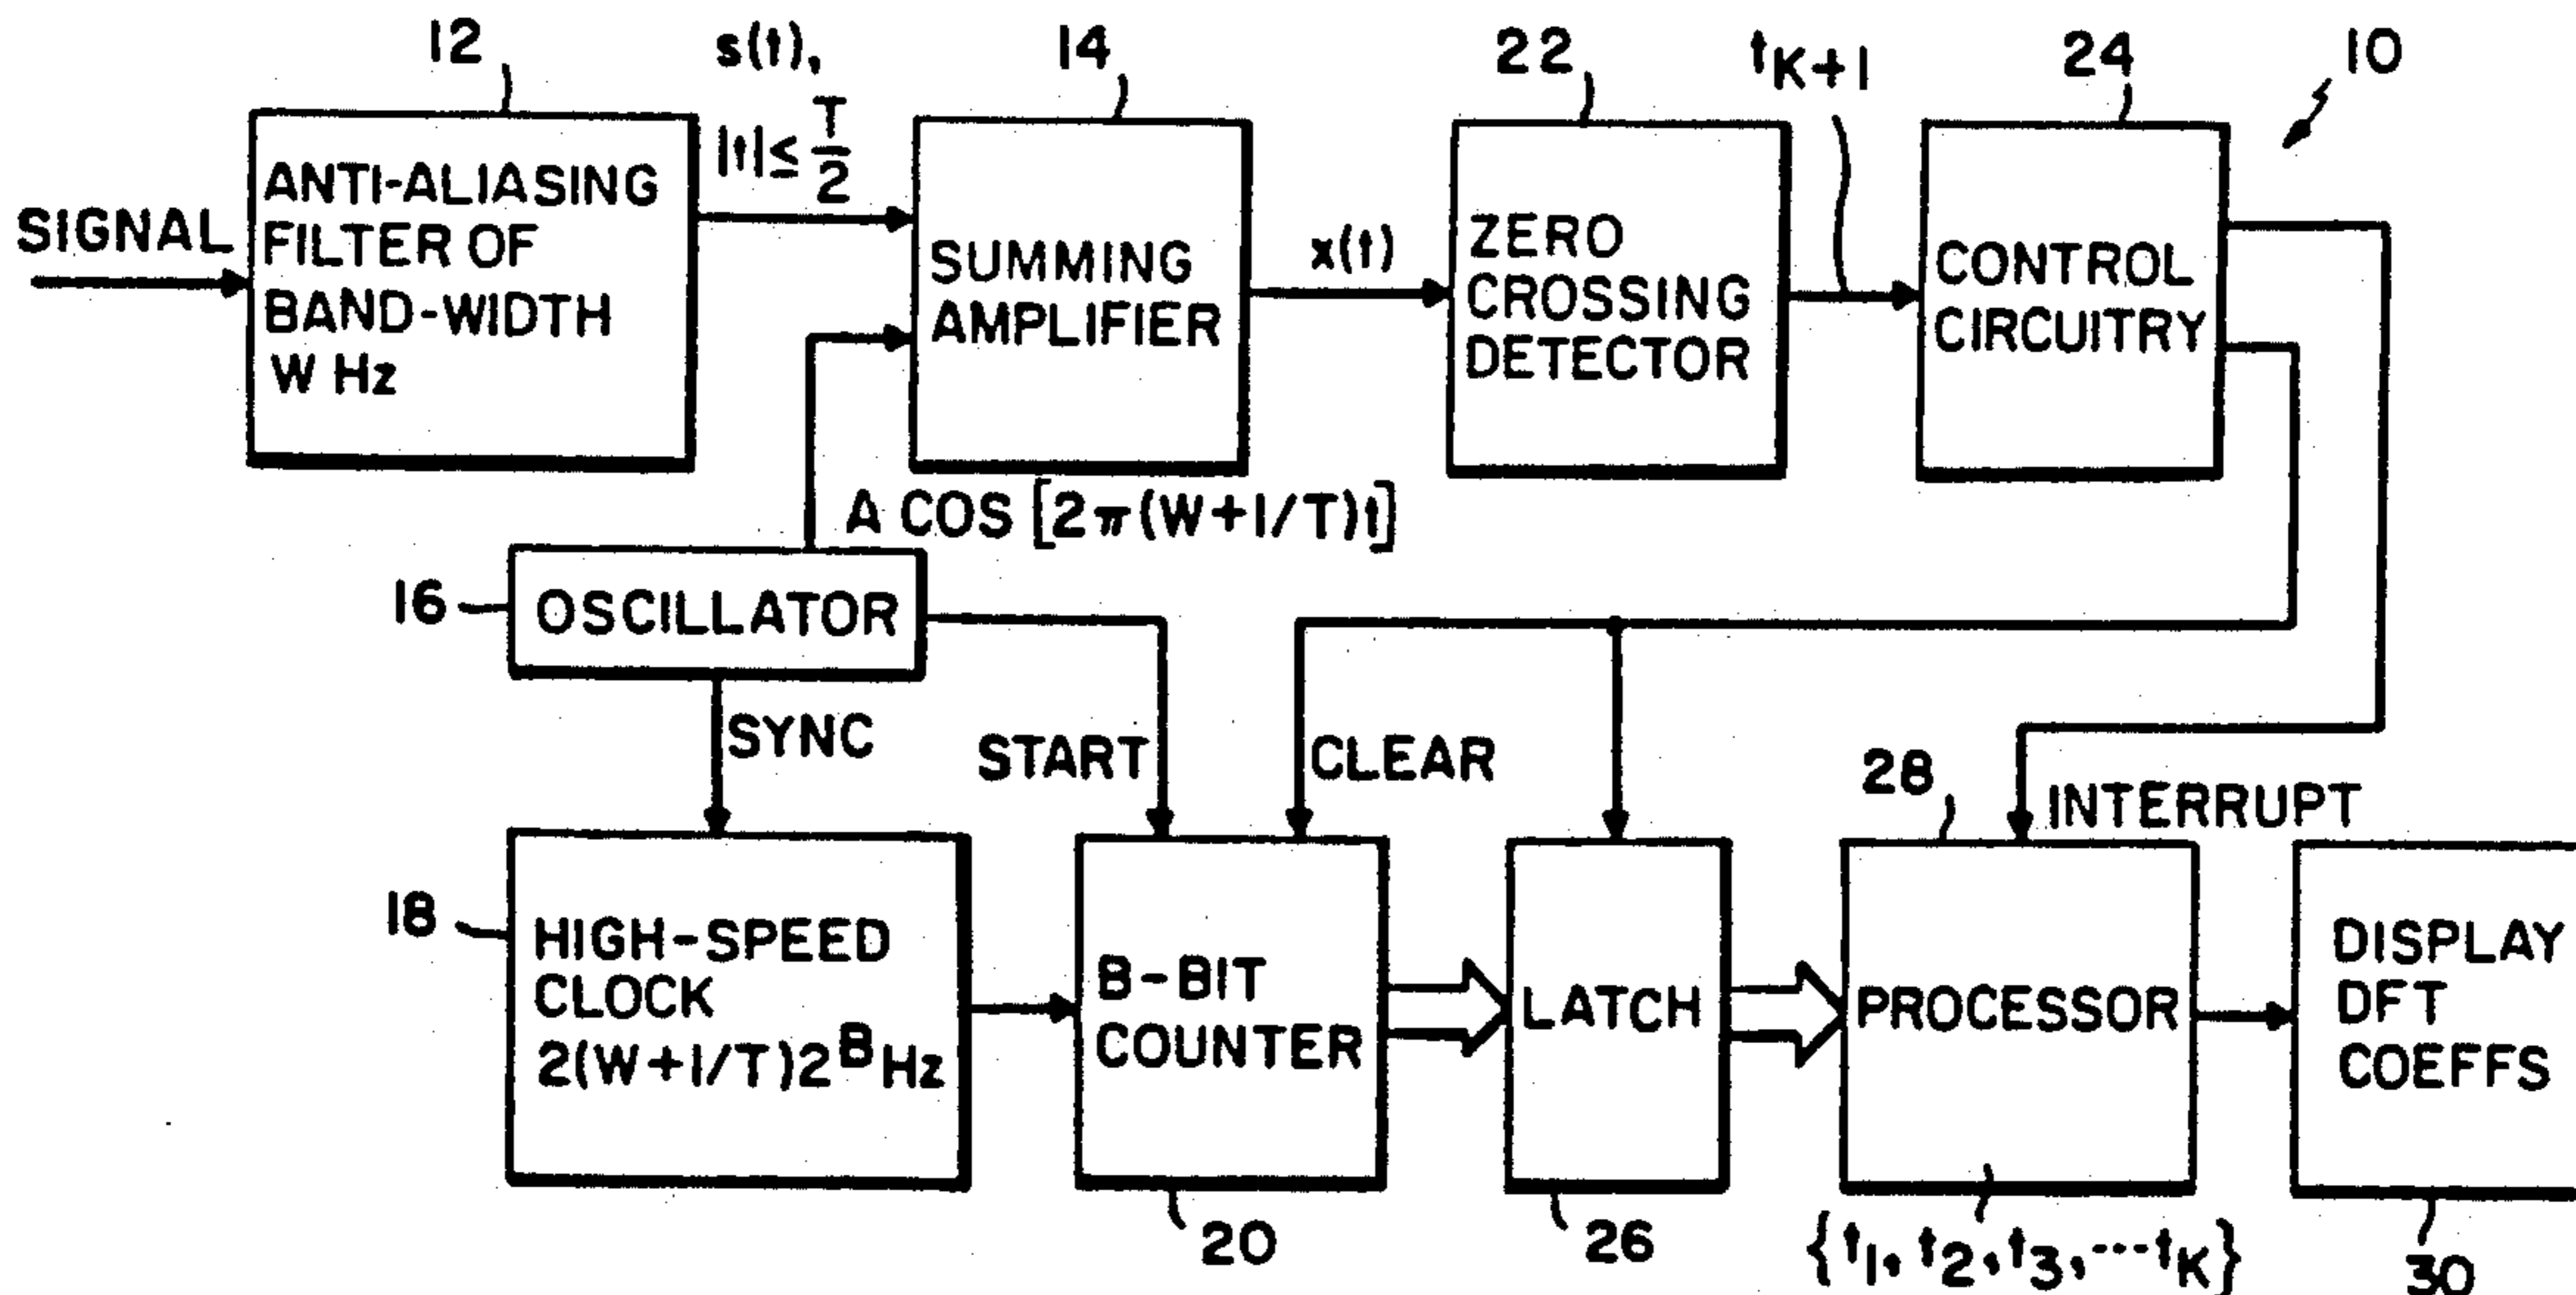 12
s(t),
|t|≤ T/2
14
22
tK+1
24
10
SIGNAL
ANTI-ALIASING
FILTER OF
BAND-WIDTH
W Hz
SUMMING
AMPLIFIER
x(t)
ZERO
CROSSING
DETECTOR
CONTROL
CIRCUITRY
A COS [2π(W+1/T)t]
16
OSCILLATOR
SYNC
START
CLEAR
28
INTERRUPT
18
HIGH-SPEED
CLOCK
2(W+1/T)2^B Hz
B-BIT
COUNTER
LATCH
PROCESSOR
DISPLAY
DFT
COEFFS
20
26
{t1, t2, t3, ···tK}
30